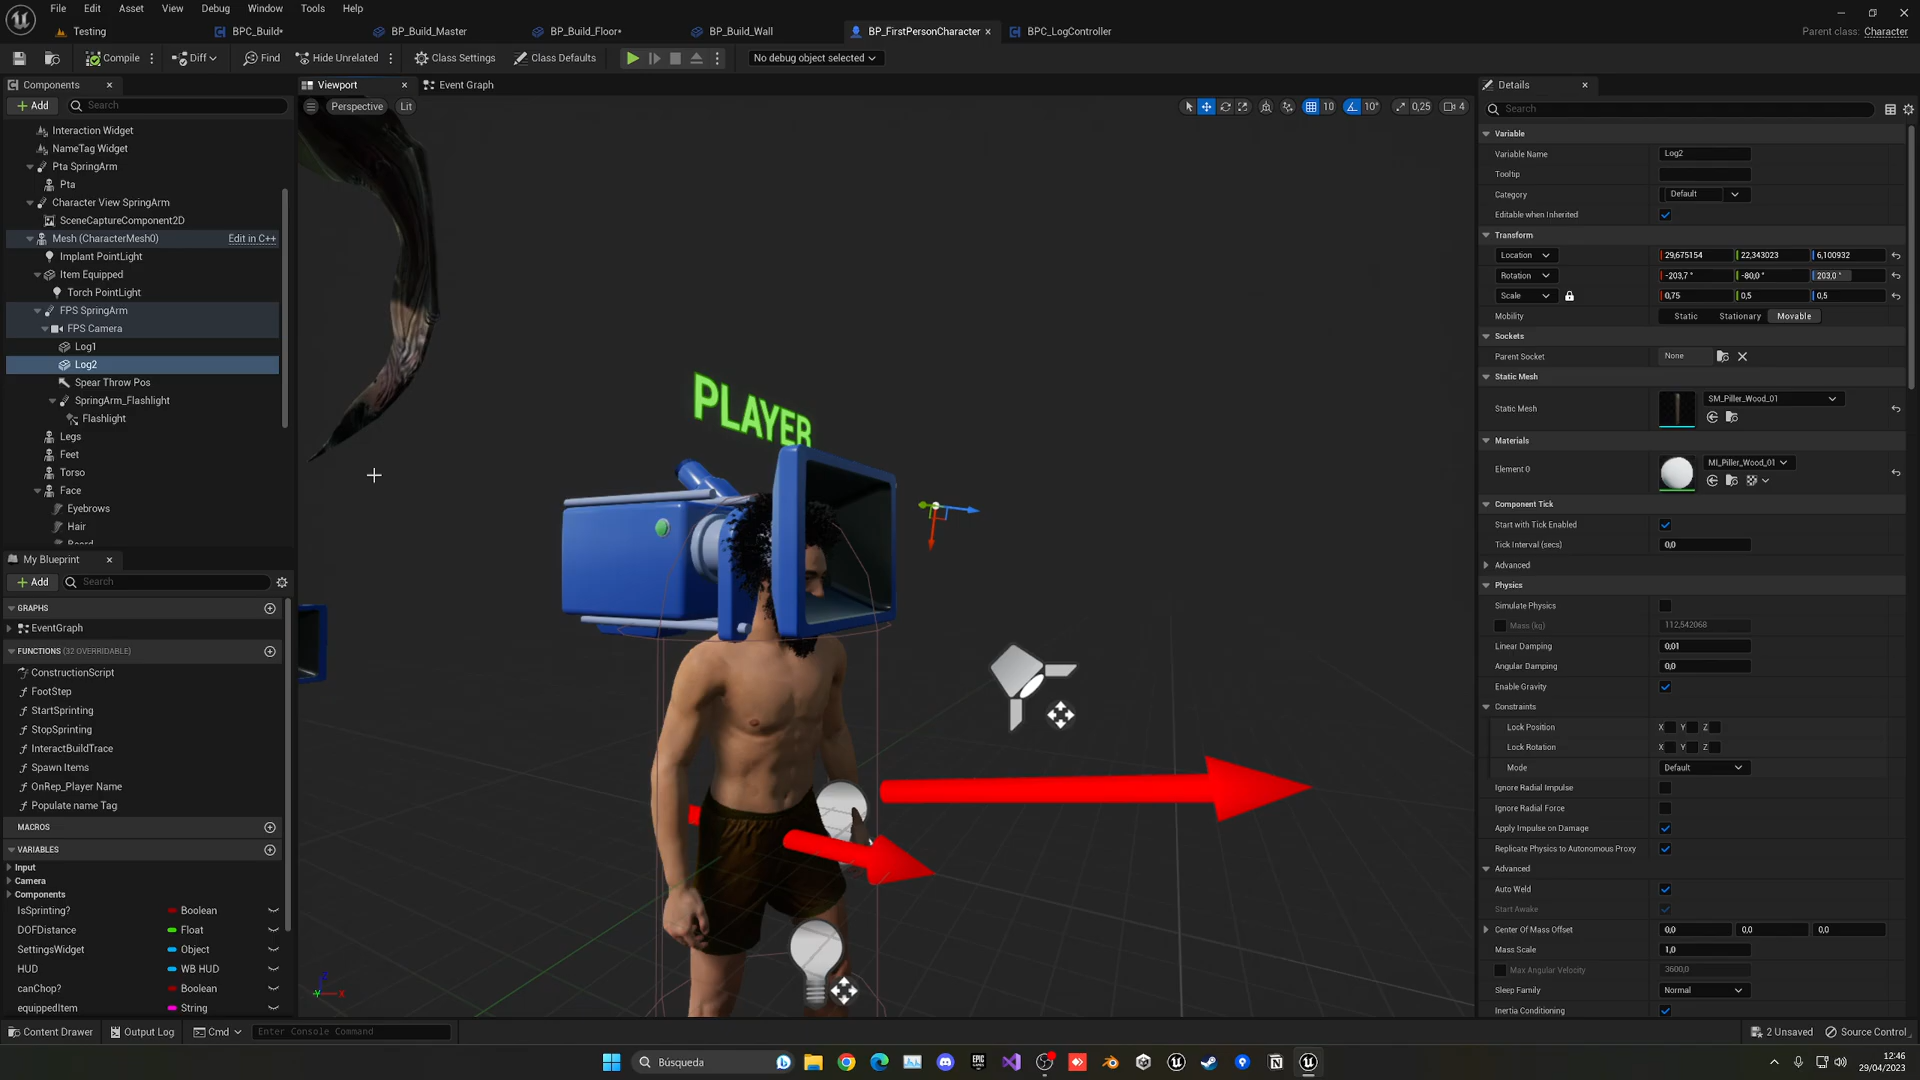 File Edit Asset View Debug Window Tools Help
Testing BPC_Build* BP_Build_Master BP_Build_Floor* BP_Build_Wall BP_FirstPersonCharacter BPC_LogController Parent class: Character
Compile Diff Find Hide Unrelated Class Settings Class Defaults No debug object selected
Components Viewport Event Graph Details
Add Search
Perspective Lit 10 10° 0,25 4
Search
Interaction Widget
NameTag Widget
Pta SpringArm
Pta
Character View SpringArm
SceneCaptureComponent2D
Mesh (CharacterMesh0) Edit in C++
Implant PointLight
Item Equipped
Torch PointLight
FPS SpringArm
FPS Camera
Log1
Log2
Spear Throw Pos
SpringArm_Flashlight
Flashlight
Legs
Feet
Torso
Face
Eyebrows
Hair
My Blueprint
Add Search
GRAPHS
EventGraph
FUNCTIONS (32 OVERRIDABLE)
ConstructionScript
FootStep
StartSprinting
StopSprinting
InteractBuildTrace
Spawn Items
OnRep_Player Name
Populate name Tag
MACROS
VARIABLES
Input
Camera
Components
IsSprinting? Boolean
DOFDistance Float
SettingsWidget Object
HUD WB HUD
canChop? Boolean
equippedItem String
PLAYER
Z
Y X
Variable
Variable Name Log2
Tooltip
Category Default
Editable when Inherited
Transform
Location 29,675154 22,343023 6,100932
Rotation -203,7 ° -80,0 ° 203,0 °
Scale 0,75 0,5 0,5
Mobility Static Stationary Movable
Sockets
Parent Socket None
Static Mesh
Static Mesh SM_Piller_Wood_01
Materials
Element 0 MI_Piller_Wood_01
Component Tick
Start with Tick Enabled
Tick Interval (secs) 0,0
Advanced
Physics
Simulate Physics
Mass (kg) 112,542068
Linear Damping 0,01
Angular Damping 0,0
Enable Gravity
Constraints
Lock Position X Y Z
Lock Rotation X Y Z
Mode Default
Ignore Radial Impulse
Ignore Radial Force
Apply Impulse on Damage
Replicate Physics to Autonomous Proxy
Advanced
Auto Weld
Start Awake
Center Of Mass Offset 0,0 0,0 0,0
Mass Scale 1,0
Max Angular Velocity 3600,0
Sleep Family Normal
Inertia Conditioning
Content Drawer Output Log Cmd Enter Console Command 2 Unsaved Source Control
Búsqueda
12:46
29/04/2023